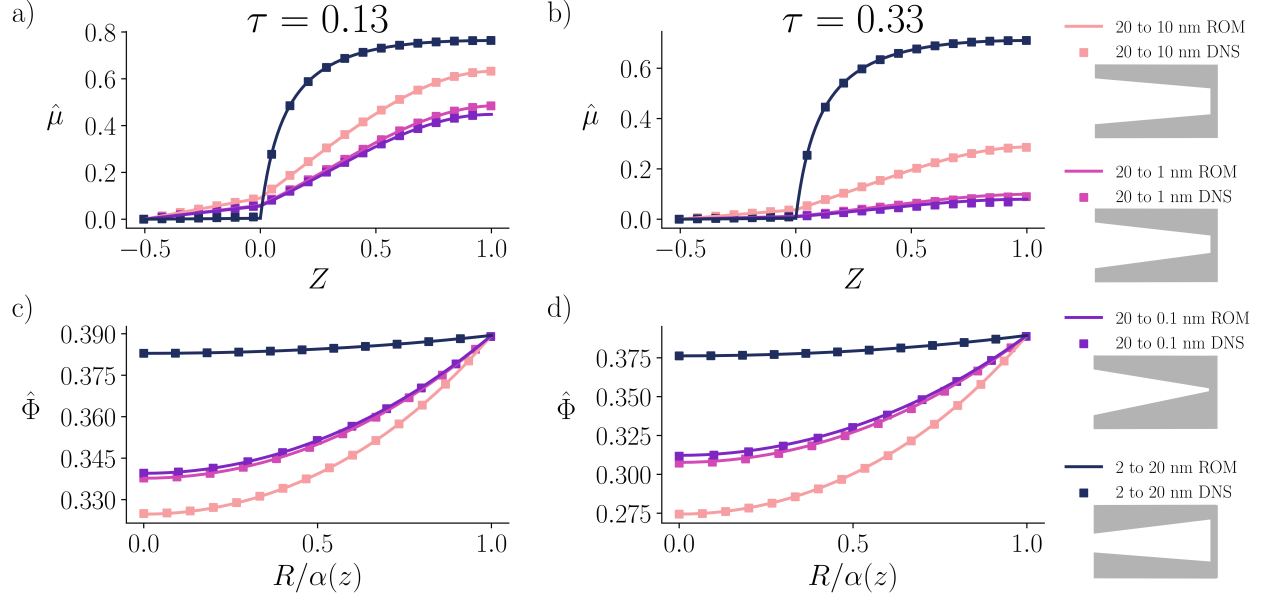 a)
τ = 0.13
0.8
0.6
0.4
0.2
0.0
μ̂
−0.5
0.0
0.5
1.0
Z
b)
τ = 0.33
0.6
0.4
0.2
0.0
μ̂
−0.5
0.0
0.5
1.0
Z
c)
0.390
0.375
0.360
0.345
0.330
Φ̂
0.0
0.5
1.0
R/α(z)
d)
0.375
0.350
0.325
0.300
0.275
Φ̂
0.0
0.5
1.0
R/α(z)
20 to 10 nm ROM
20 to 10 nm DNS
20 to 1 nm ROM
20 to 1 nm DNS
20 to 0.1 nm ROM
20 to 0.1 nm DNS
2 to 20 nm ROM
2 to 20 nm DNS